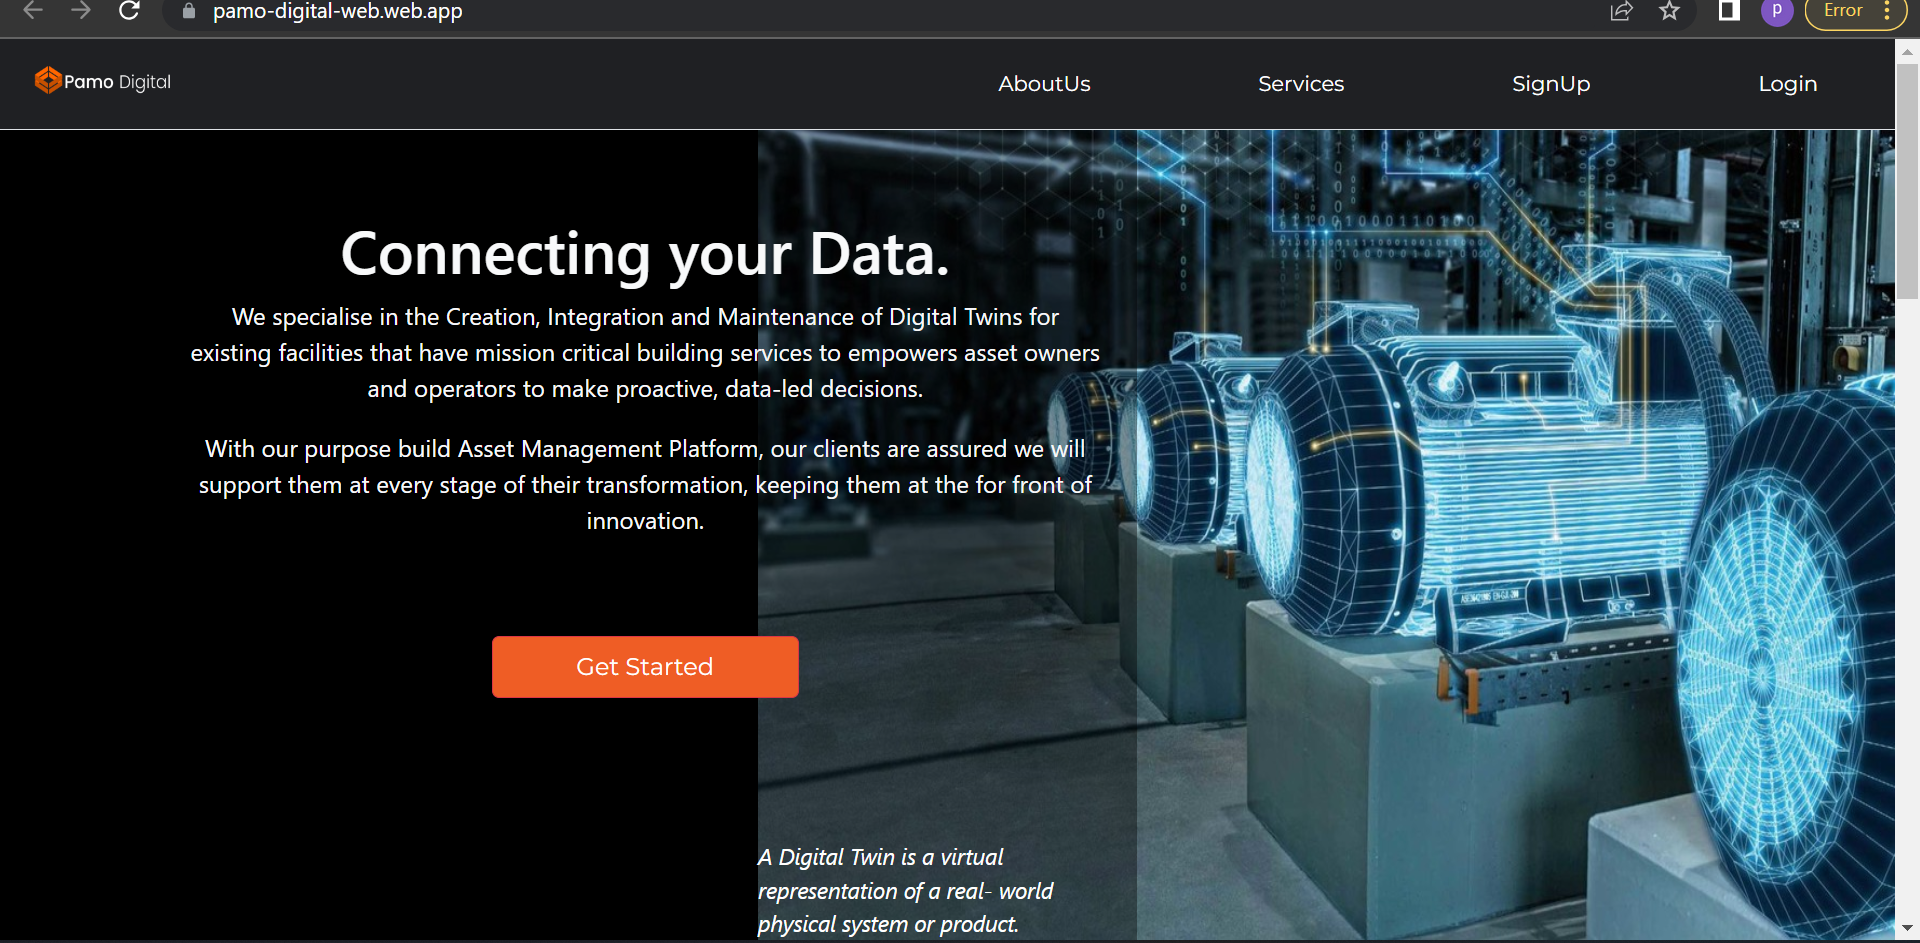 pamo-digital-web.web.app
p
Error
Pamo Digital
AboutUs
Services
SignUp
Login
Connecting your Data.
We specialise in the Creation, Integration and Maintenance of Digital Twins for
existing facilities that have mission critical building services to empowers asset owners
and operators to make proactive, data-led decisions.
With our purpose build Asset Management Platform, our clients are assured we will
support them at every stage of their transformation, keeping them at the for front of
innovation.
Get Started
A Digital Twin is a virtual
representation of a real- world
physical system or product.